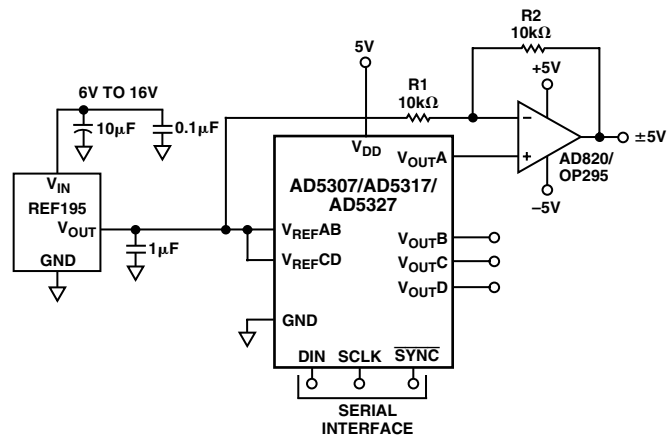 R2
10kΩ
5V
R1
10kΩ
+5V
6V TO 16V
10µF
0.1µF
−
+
±5V
AD820/
OP295
–5V
V_DD
V_OUTA
AD5307/AD5317/
AD5327
V_IN
REF195
V_OUT
GND
1µF
V_REFAB
V_REFCD
V_OUTB
V_OUTC
V_OUTD
GND
DIN SCLK SYNC
SERIAL
INTERFACE